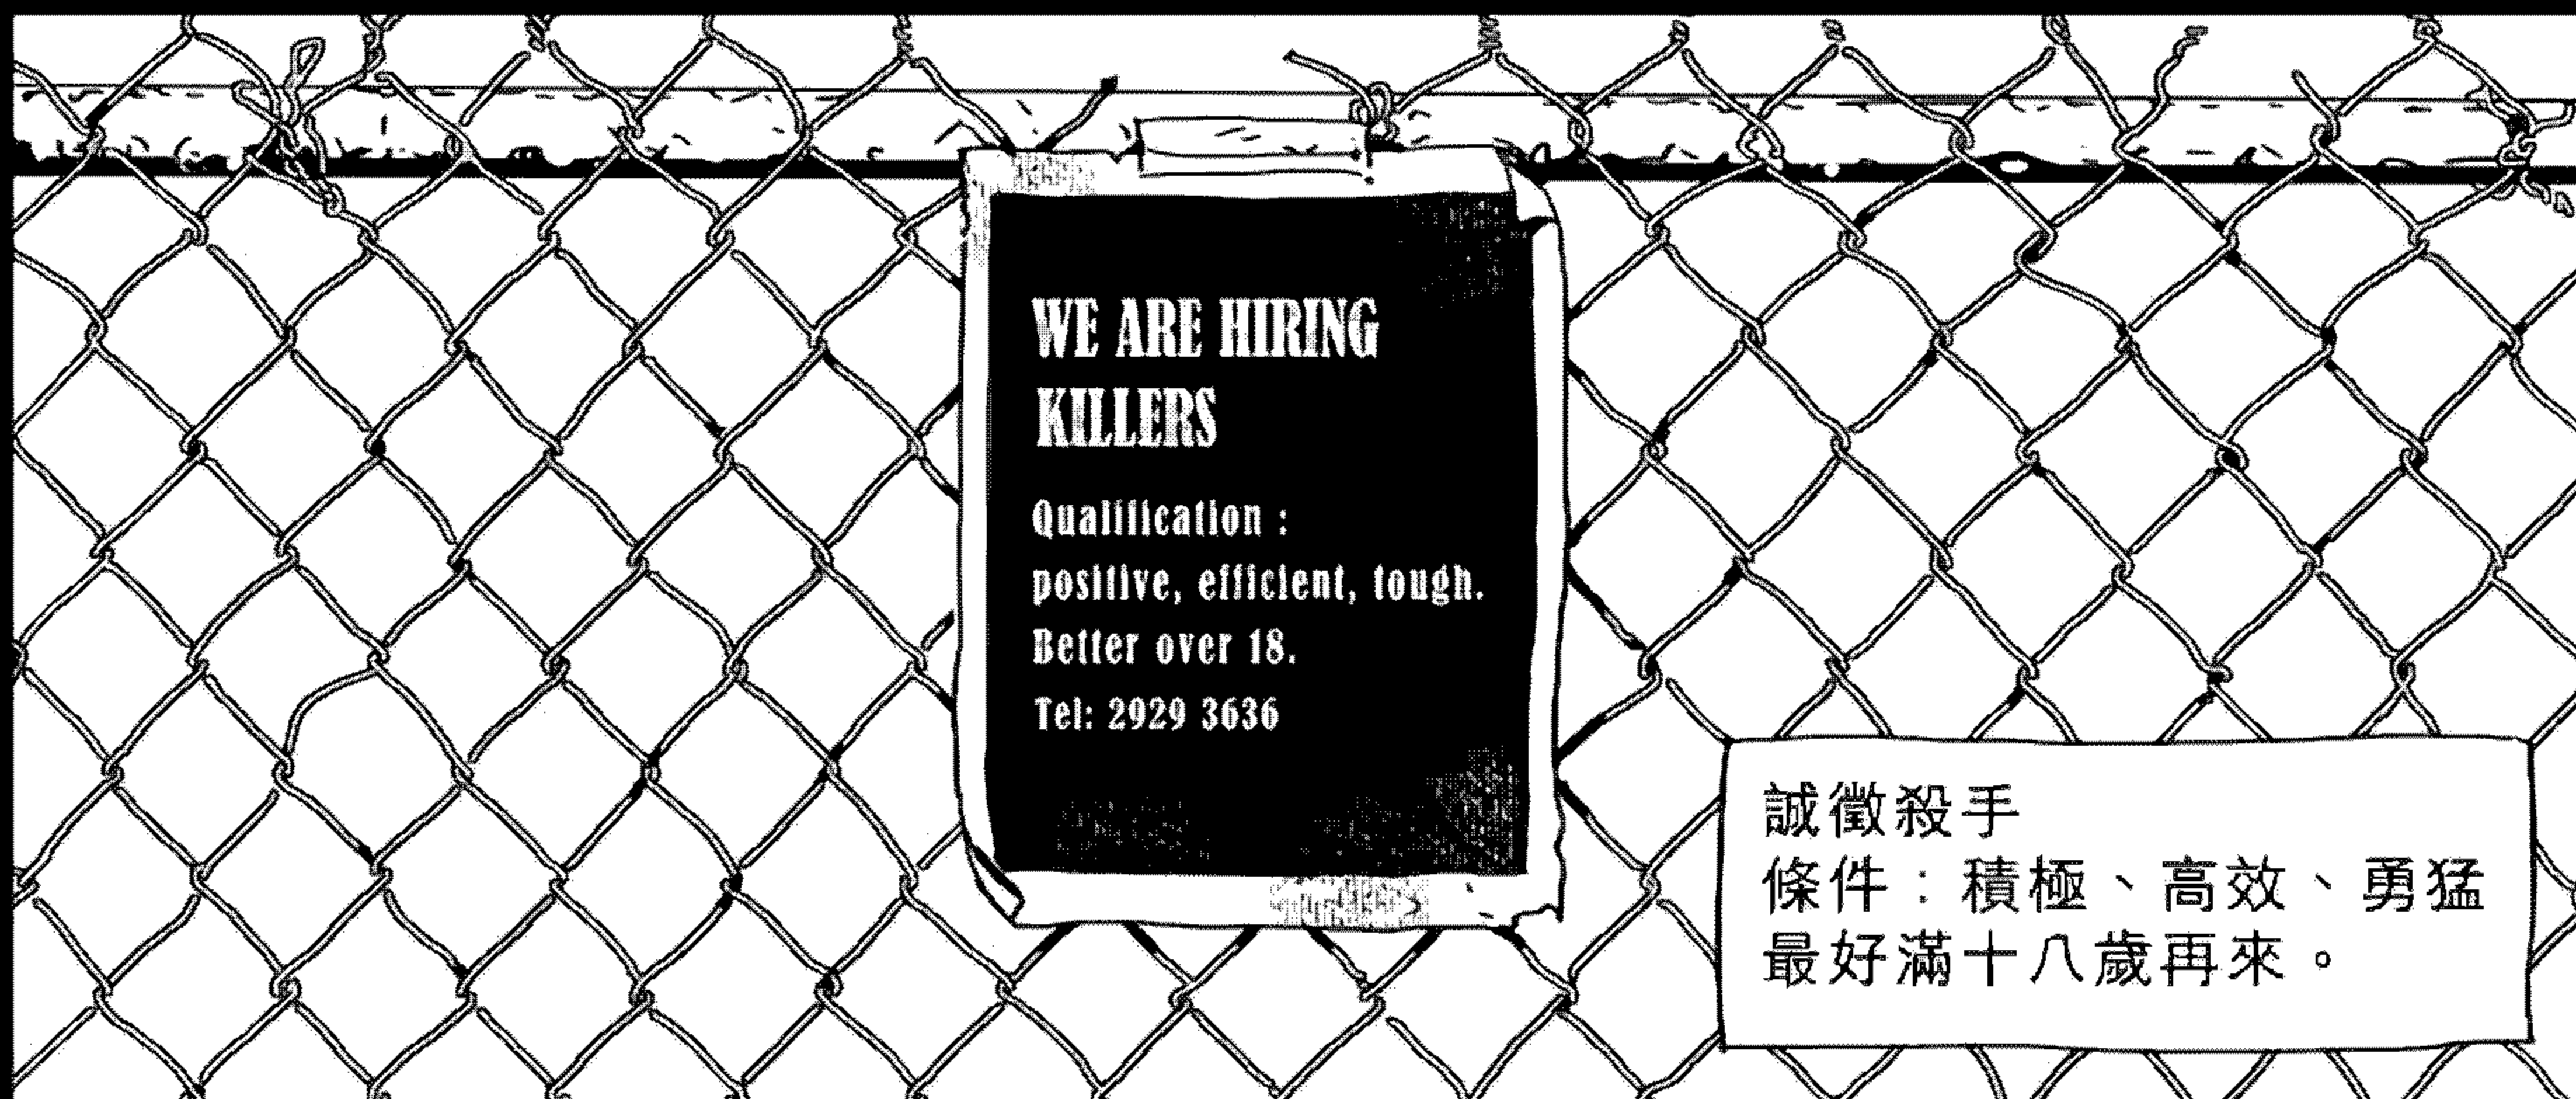 WE ARE HIRING
KILLERS
Qualification :
positive, efficient, tough.
Better over 18.
Tel: 2929 3636
誠徵殺手
條件：積極、高效、勇猛
最好滿十八歲再來。